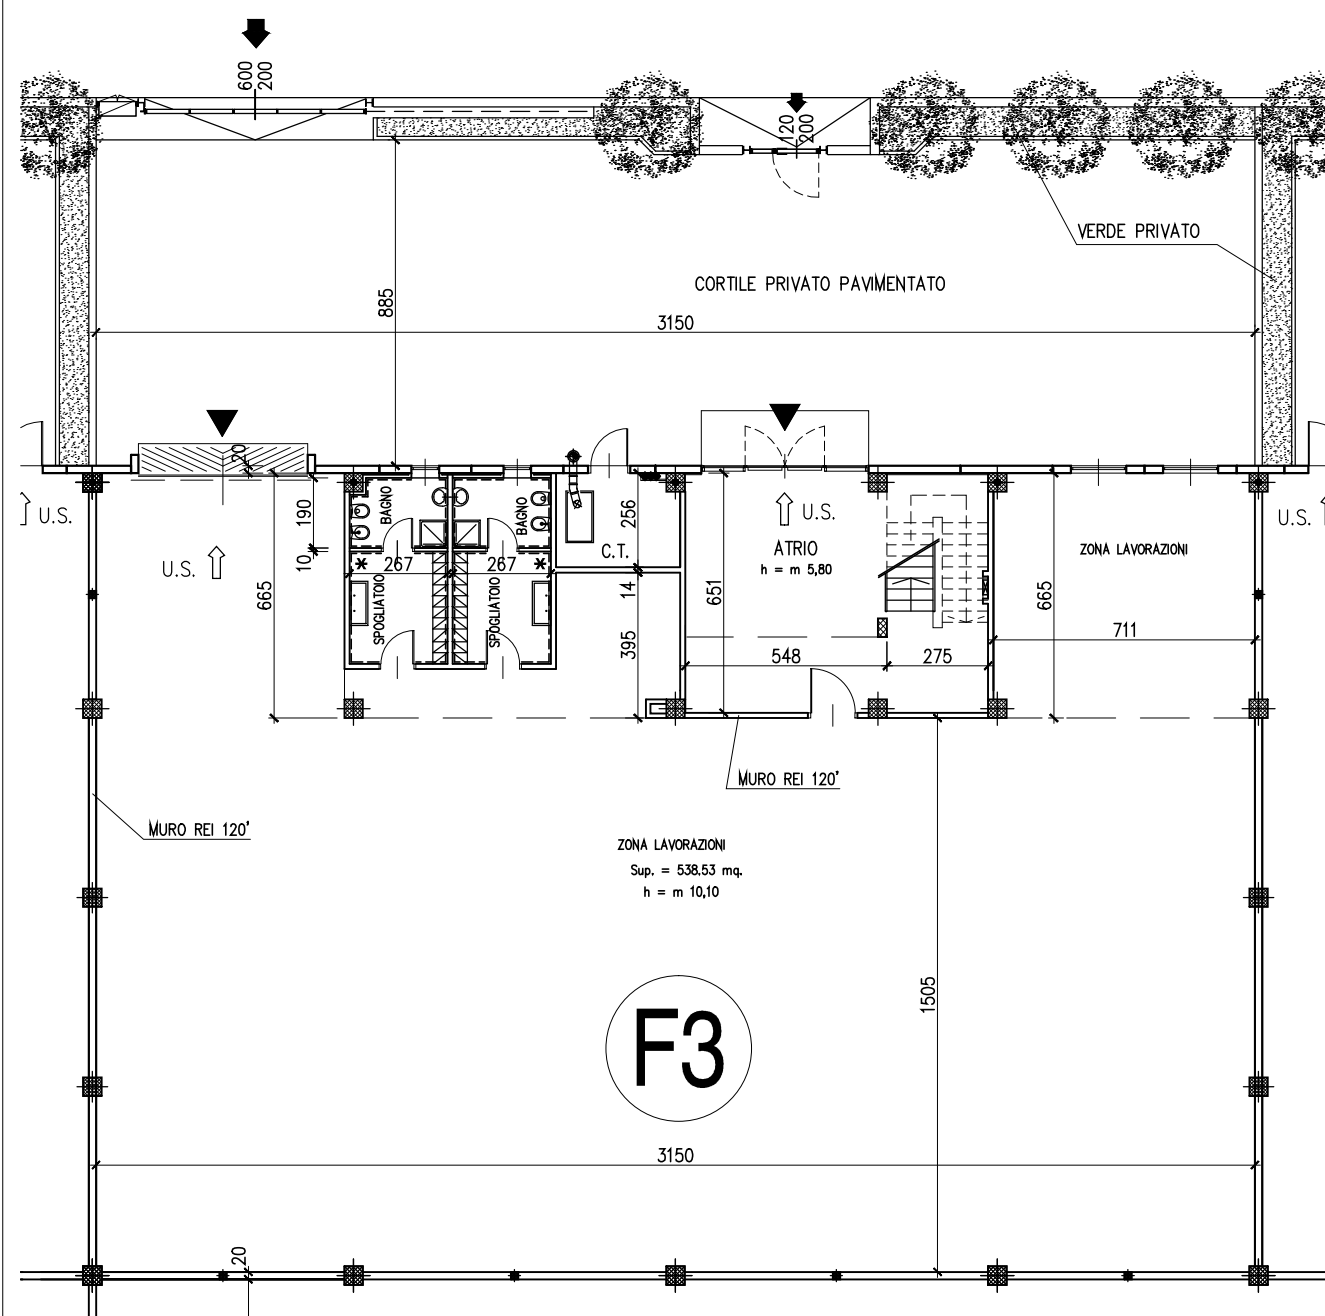 600
200
120
200
VERDE PRIVATO
CORTILE PRIVATO PAVIMENTATO
885
3150
20
U.S.
190
BAGNO
BAGNO
256
U.S.
U.S.
10
U.S.
267
267
C.T.
ATRIO
h = m 5,80
ZONA LAVORAZIONI
665
SPOGLIATOIO
SPOGLIATOIO
14
651
665
395
548
275
711
MURO REI 120'
MURO REI 120'
ZONA LAVORAZIONI
Sup. = 538.53 mq.
h = m 10,10
1505
F3
3150
20